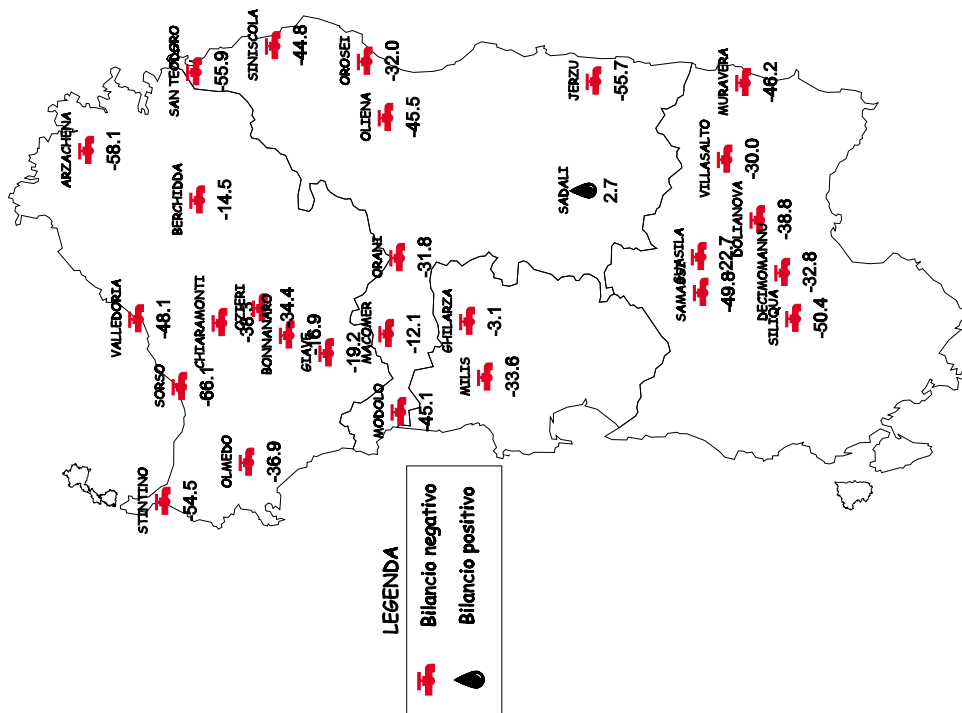 STINTINO
-54.5
SORSO
-66.1
VALLEDORIA
-48.1
ARZACHENA
-58.1
SAN TEODORO
-55.9
SINISCOLA
-44.8
OROSEI
-32.0
OLIENA
-45.5
BERCHIDDA
-14.5
CHIARAMONTI
OZIERI
-34.4
BONNANARO
-16.9
GIAVE
-19.2
OLMEDO
-36.9
MACOMER
-12.1
ORANI
-31.8
MODOLO
-45.1
GHILARZA
-3.1
MILIS
-33.6
SADALI
2.7
JERZU
-55.7
MURAVERA
-46.2
VILLASALTO
-30.0
DOLIANOVA
-38.8
GUASILA
-22.7
SAMASSI
-49.8
DECIMOMANNU
-32.8
SILIQUA
-50.4
LEGENDA
Bilancio negativo
Bilancio positivo